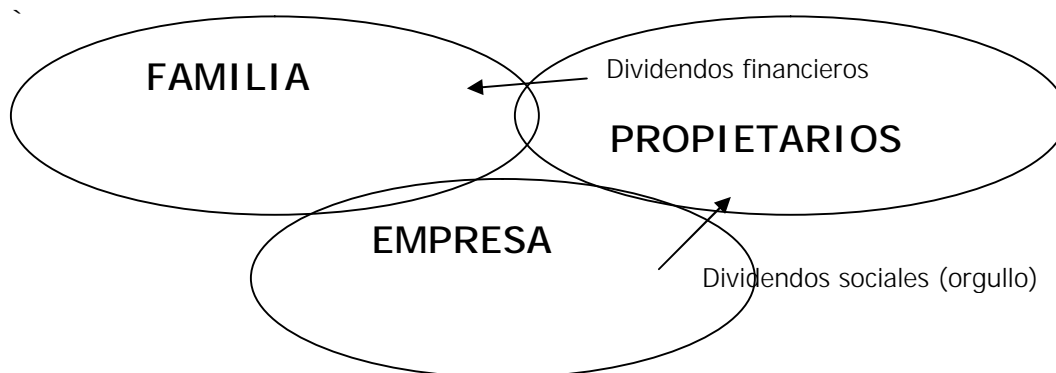 `
FAMILIA
Dividendos financieros
PROPIETARIOS
EMPRESA
Dividendos sociales (orgullo)